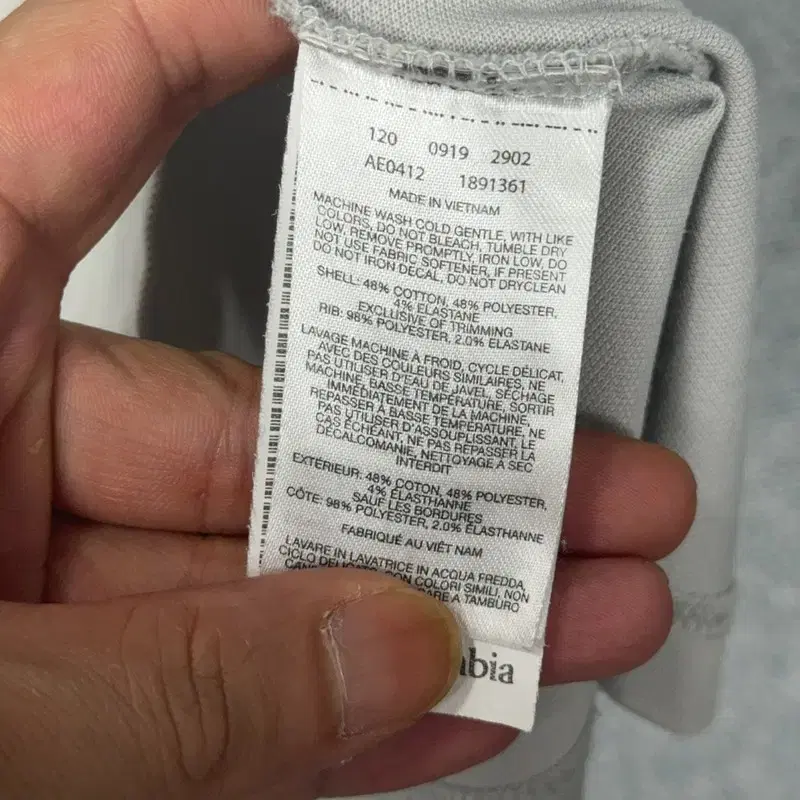 120 0919 2902
AE0412 1891361
MADE IN VIETNAM
MACHINE WASH COLD GENTLE, WITH LIKE
COLORS, DO NOT BLEACH, TUMBLE DRY
LOW, REMOVE PROMPTLY, IRON LOW, DO
NOT USE FABRIC SOFTENER, IF PRESENT
DO NOT IRON DECAL, DO NOT DRYCLEAN
SHELL: 48% COTTON, 48% POLYESTER,
4% ELASTANE
EXCLUSIVE OF TRIMMING
RIB: 98% POLYESTER, 2.0% ELASTANE
LAVAGE MACHINE À FROID, CYCLE DÉLICAT,
AVEC DES COULEURS SIMILAIRES, NE
PAS UTILISER D'EAU DE JAVEL, SÉCHAGE
MACHINE, BASSE TEMPÉRATURE, SORTIR
IMMÉDIATEMENT DE LA MACHINE,
REPASSER À BASSE TEMPÉRATURE, NE
PAS UTILISER D'ASSOUPLISSANT, LE
CAS ÉCHÉANT, NE PAS REPASSER LA
DÉCALCOMANIE, NETTOYAGE À SEC
INTERDIT
EXTÉRIEUR: 48% COTON, 48% POLYESTER,
4% ÉLASTHANNE
SAUF LES BORDURES
CÔTE: 98% POLYESTER, 2.0% ÉLASTHANNE
FABRIQUÉ AU VIÊT NAM
LAVARE IN LAVATRICE IN ACQUA FREDDA,
CICLO DELICATO, CON COLORI SIMILI, NON
A TAMBURO
bia